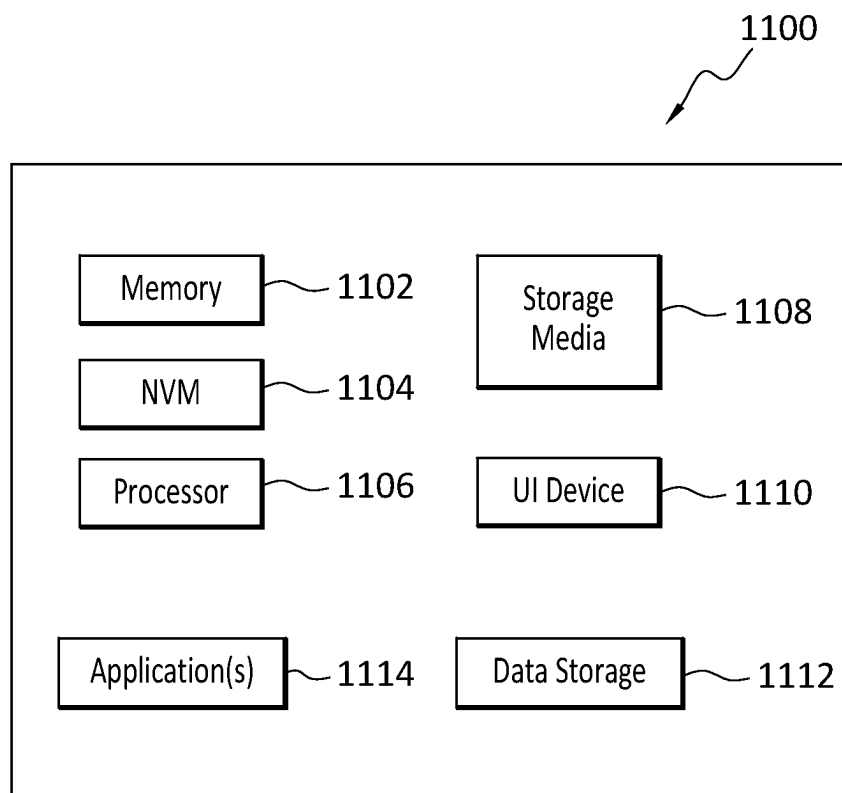 1100
Memory
1102
Storage
Media
1108
NVM
1104
Processor
1106
UI Device
1110
Application(s)
1114
Data Storage
1112